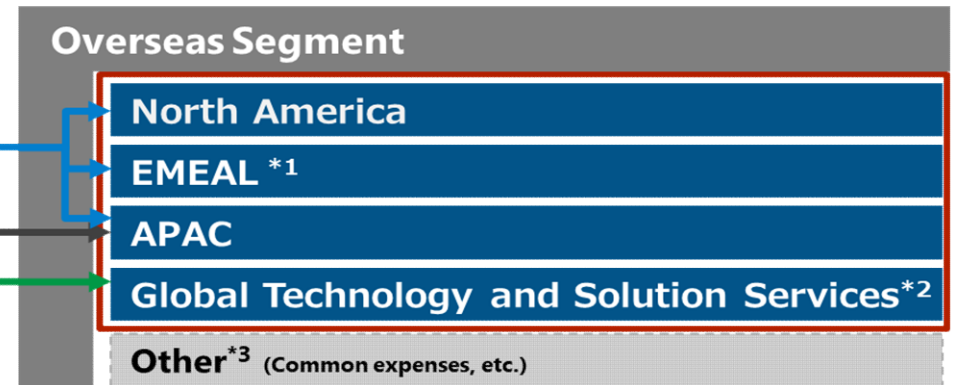 Overseas Segment
North America
EMEAL *1
APAC
Global Technology and Solution Services*2
Other*3 (Common expenses, etc.)